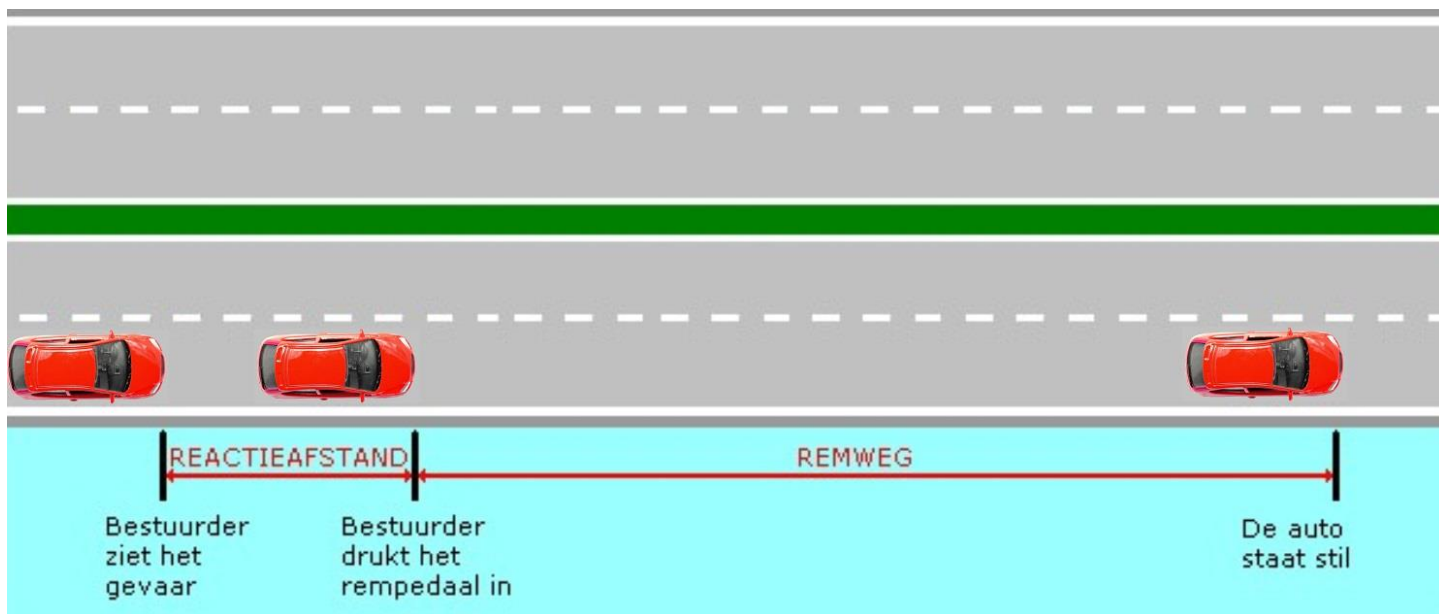 REACTIEAFSTAND
REMWEG
Bestuurder
ziet het
gevaar
Bestuurder
drukt het
rempedaal in
De auto
staat stil